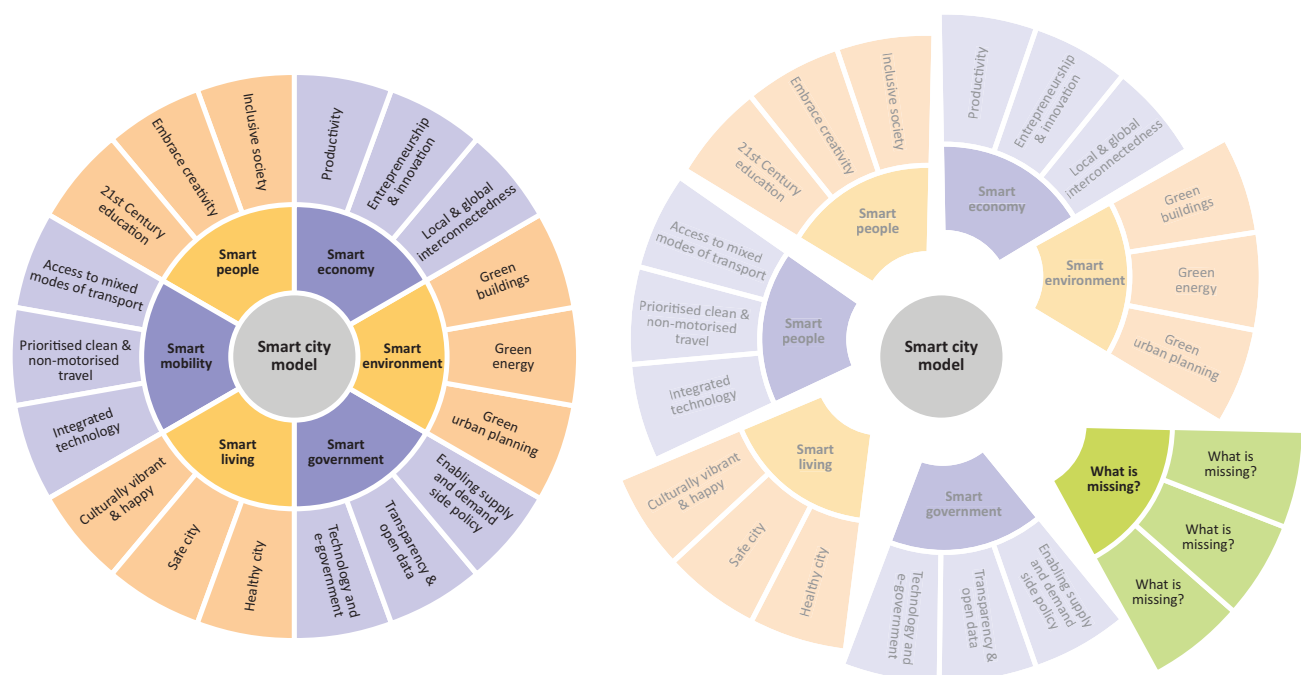 Inclusive society
Productivity
Embrace creativity
Entrepreneurship
& innovation
21st Century
education
Local & global
interconnectedness
Smart
people
Smart
economy
Access to mixed
modes of transport
Green
buildings
Prioritised clean &
non-motorised
travel
Smart
mobility
Smart city
model
Smart
environment
Green
energy
Integrated
technology
Green
urban planning
Smart
living
Smart
government
Culturally vibrant
& happy
Enabling supply
and demand
side policy
Safe city
Transparency &
open data
Healthy city
Technology and
e-government
Inclusive society
Productivity
Embrace creativity
Entrepreneurship
& innovation
21st Century
education
Local & global
interconnectedness
Smart
people
Smart
economy
Green
buildings
Access to mixed
modes of transport
Smart
environment
Green
energy
Prioritised clean &
non-motorised
travel
Smart
people
Smart city
model
Green
urban planning
Integrated
technology
Smart
living
Culturally vibrant
& happy
Smart
government
What is
missing?
What is
missing?
Safe city
What is
missing?
Healthy city
Technology and
e-government
Transparency &
open data
Enabling supply
and demand
side policy
What is
missing?